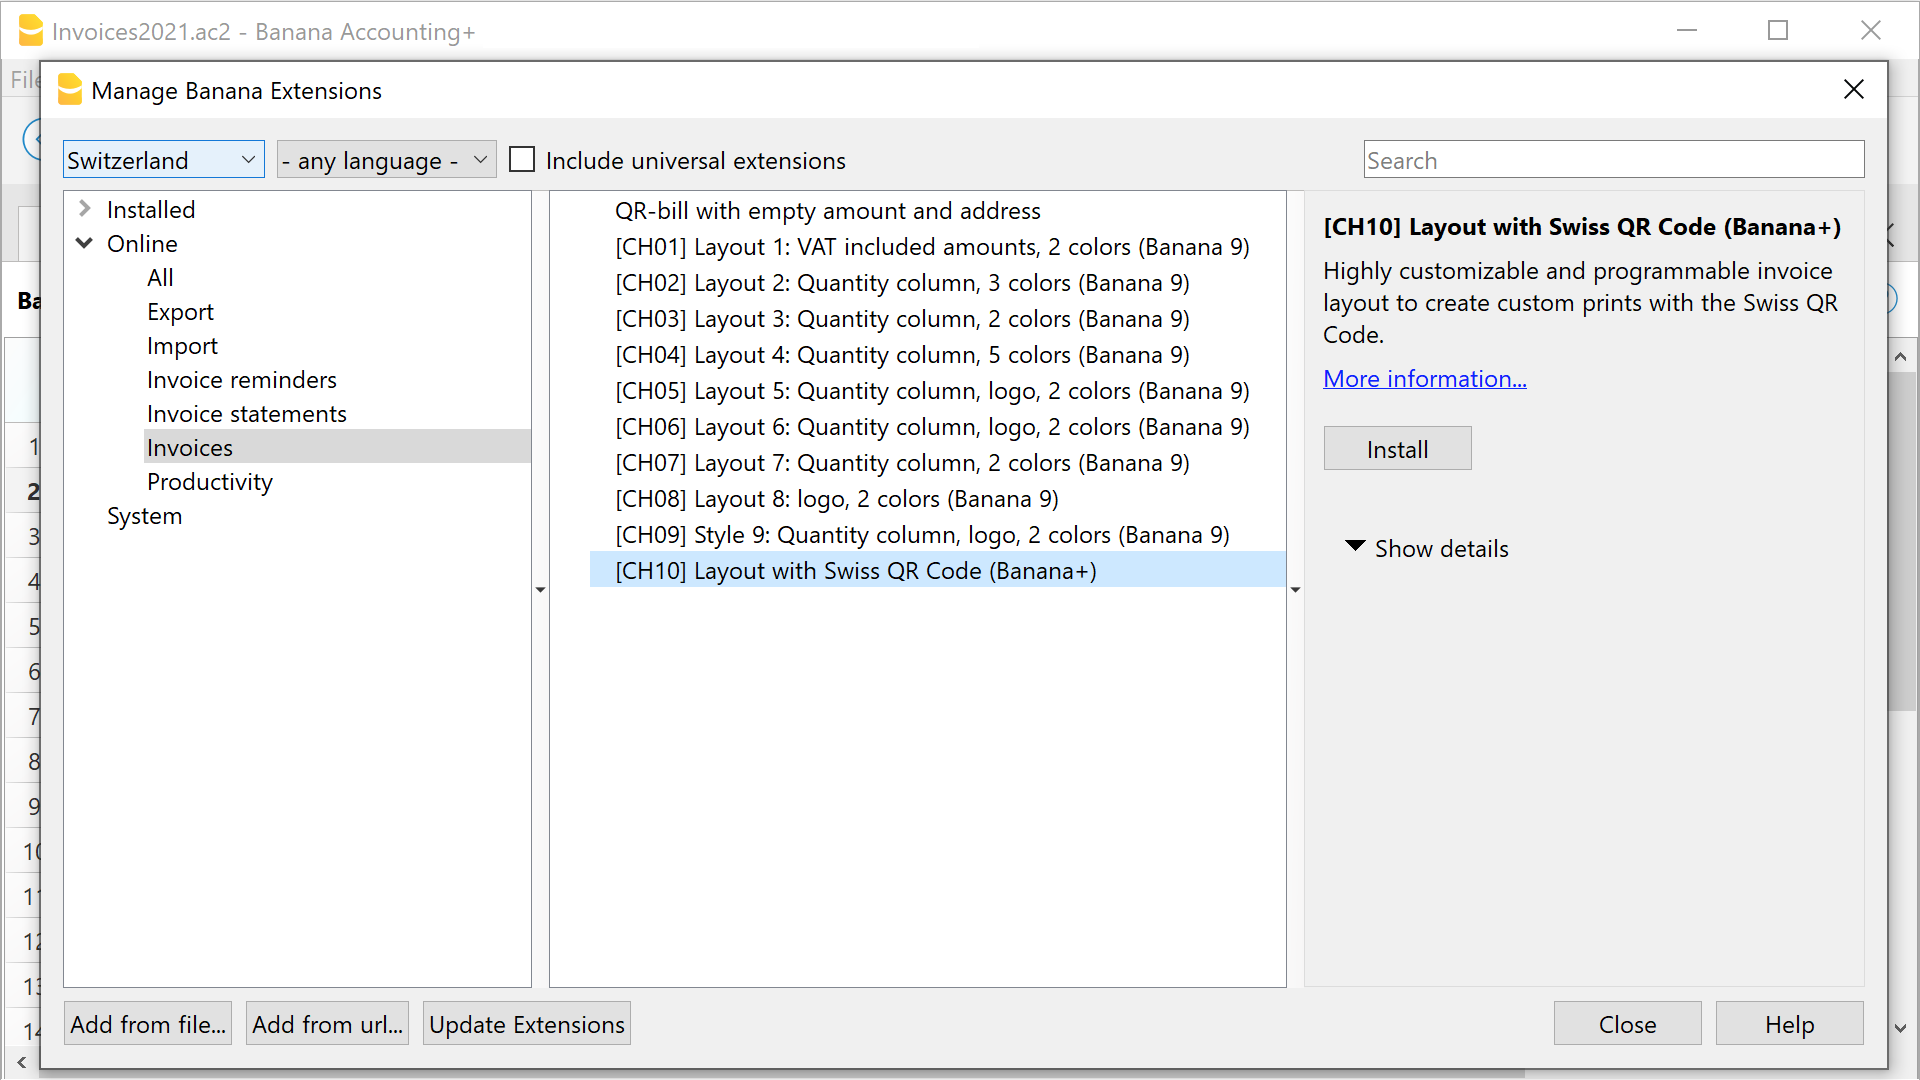 Invoices2021.ac2 - Banana Accounting+
File
Manage Banana Extensions
Switzerland
- any language -
Include universal extensions
Search
Installed
Online
All
Export
Import
Invoice reminders
Invoice statements
Invoices
Productivity
System
QR-bill with empty amount and address
[CH01] Layout 1: VAT included amounts, 2 colors (Banana 9)
[CH02] Layout 2: Quantity column, 3 colors (Banana 9)
[CH03] Layout 3: Quantity column, 2 colors (Banana 9)
[CH04] Layout 4: Quantity column, 5 colors (Banana 9)
[CH05] Layout 5: Quantity column, logo, 2 colors (Banana 9)
[CH06] Layout 6: Quantity column, logo, 2 colors (Banana 9)
[CH07] Layout 7: Quantity column, 2 colors (Banana 9)
[CH08] Layout 8: logo, 2 colors (Banana 9)
[CH09] Style 9: Quantity column, logo, 2 colors (Banana 9)
[CH10] Layout with Swiss QR Code (Banana+)
[CH10] Layout with Swiss QR Code (Banana+)
Highly customizable and programmable invoice
layout to create custom prints with the Swiss QR
Code.
More information...
Install
Show details
Ba
1
2
3
4
5
6
7
8
9
10
11
12
13
14
Add from file...
Add from url...
Update Extensions
Close
Help